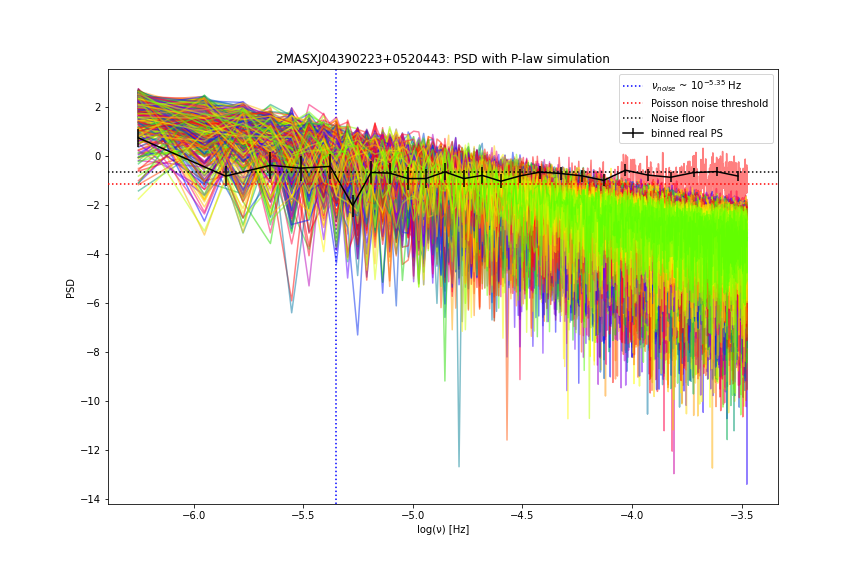 2MASXJ04390223+0520443: PSD with P-law simulation
ν_noise ~ 10^−5.35 Hz
Poisson noise threshold
Noise floor
binned real PS
2
0
−2
−4
−6
−8
−10
−12
−14
PSD
−6.0 −5.5 −5.0 −4.5 −4.0 −3.5
log(ν) [Hz]